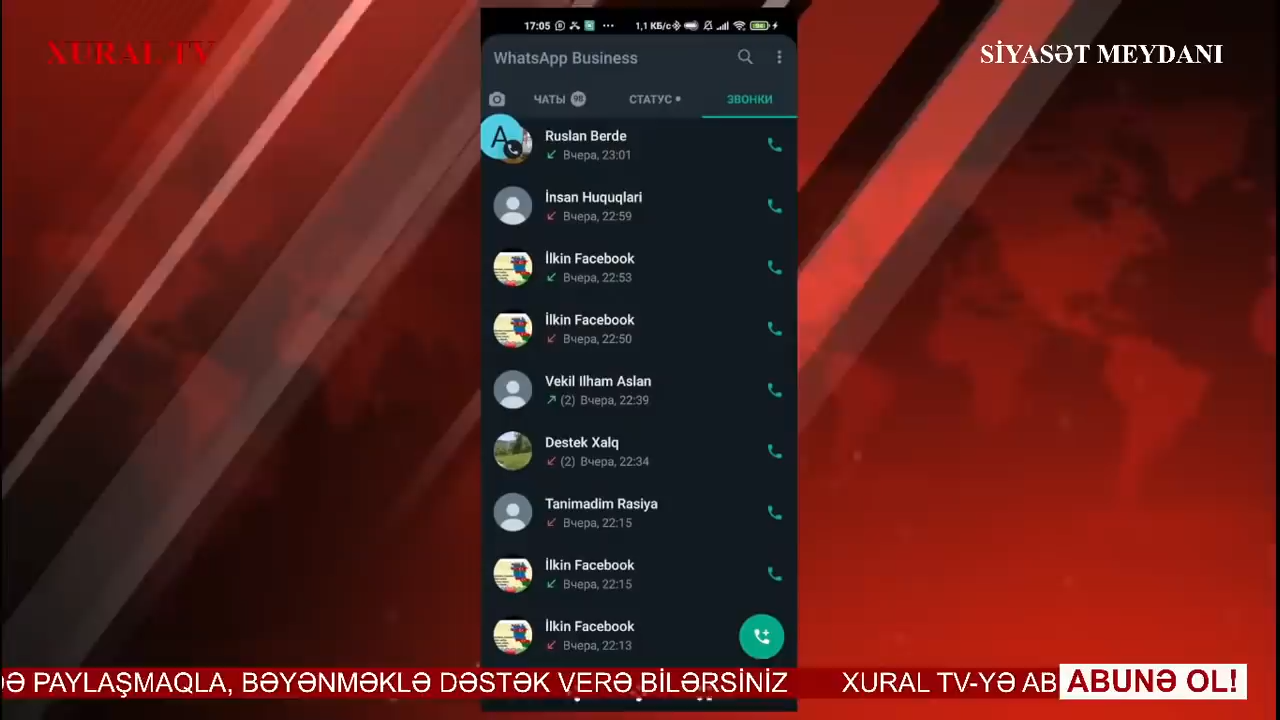 XURAL TV
SİYASƏT MEYDANI
17:05 1,1 КБ/с
WhatsApp Business
ЧАТЫ 98 СТАТУС ЗВОНКИ
A
Ruslan Berde
Вчера, 23:01
İnsan Huquqlari
Вчера, 22:59
İlkin Facebook
Вчера, 22:53
İlkin Facebook
Вчера, 22:50
Vekil Ilham Aslan
(2) Вчера, 22:39
Destek Xalq
(2) Вчера, 22:34
Tanimadim Rasiya
Вчера, 22:15
İlkin Facebook
Вчера, 22:15
İlkin Facebook
Вчера, 22:13
Ə PAYLAŞMAQLA, BƏYƏNMƏKLƏ DƏSTƏK VERƏ BİLƏRSİNİZ XURAL TV-YƏ AB ABUNƏ OL!